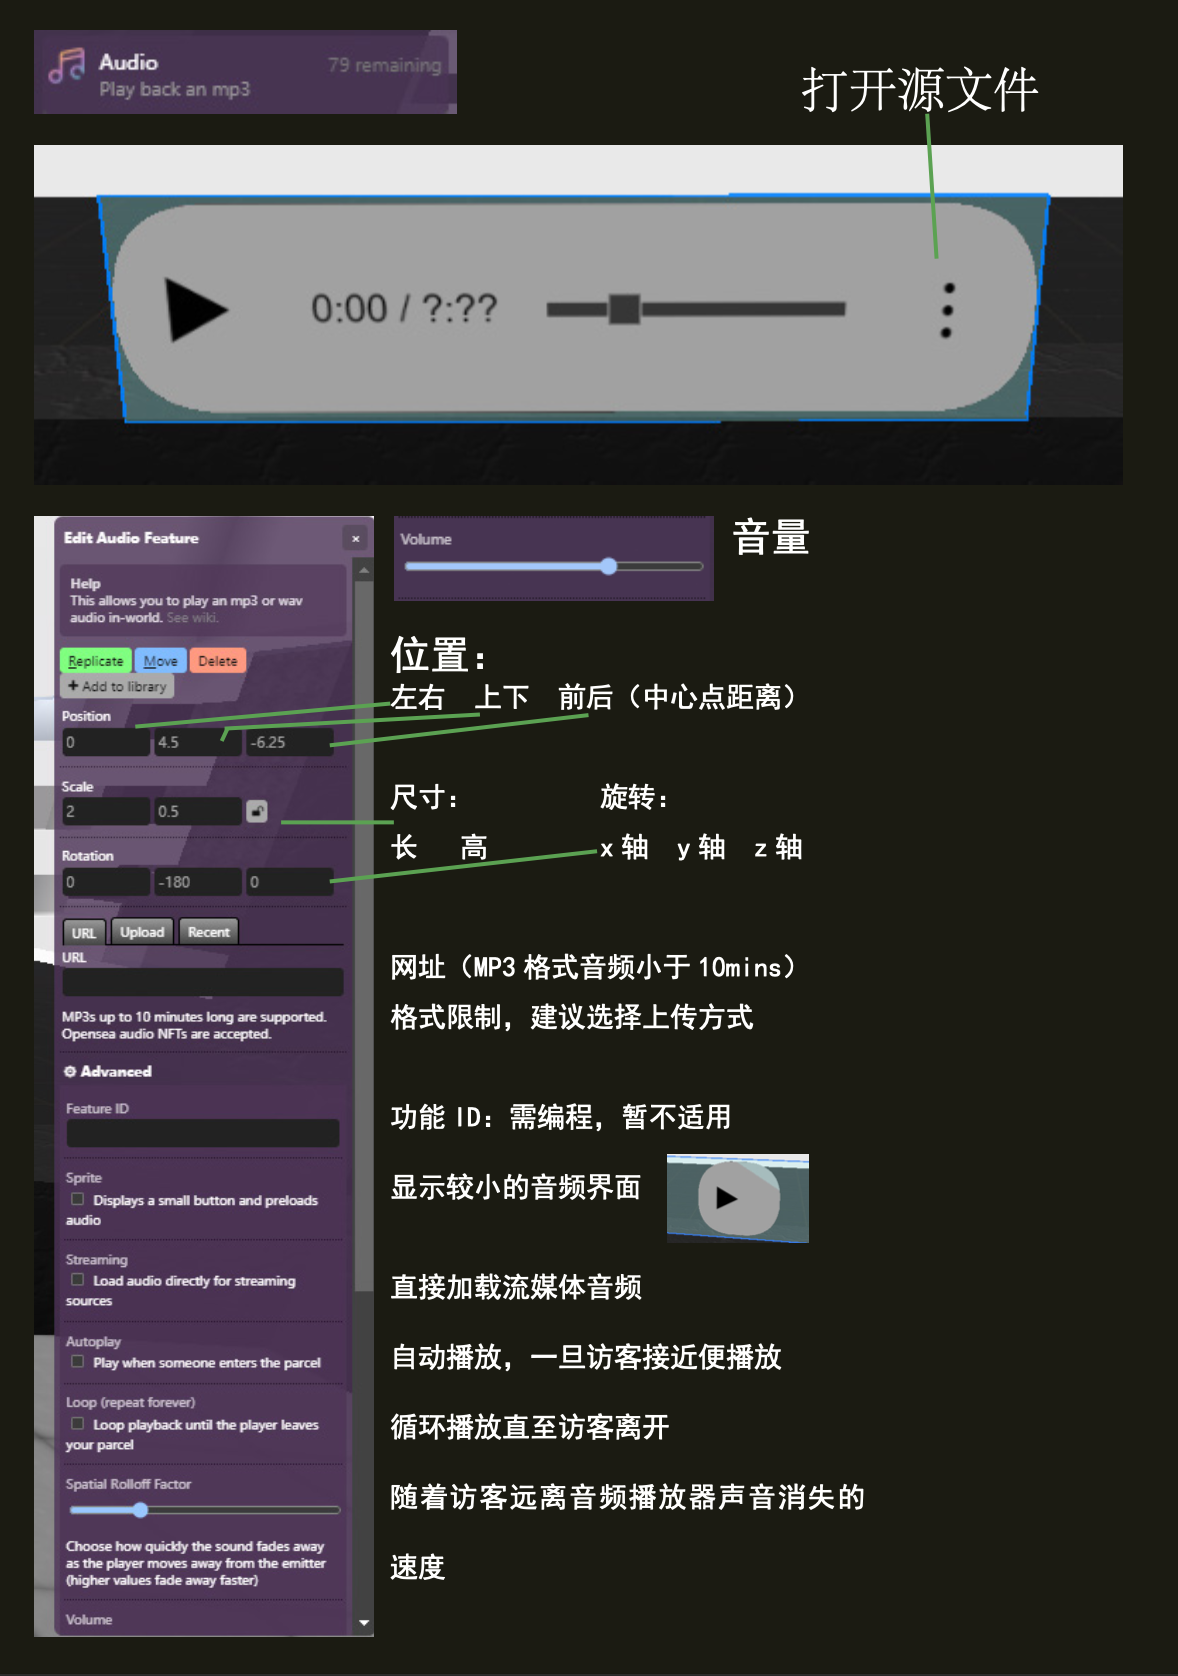 Audio
79 remaining
Play back an mp3
打开源文件
0:00 / ?:??
Edit Audio Feature
×
Help
This allows you to play an mp3 or wav
audio in-world. See wiki.
Replicate Move Delete
+ Add to library
Position
0 4.5 -6.25
Scale
2 0.5
Rotation
0 -180 0
URL Upload Recent
URL
MP3s up to 10 minutes long are supported.
Opensea audio NFTs are accepted.
Advanced
Feature ID
Sprite
Displays a small button and preloads
audio
Streaming
Load audio directly for streaming
sources
Autoplay
Play when someone enters the parcel
Loop (repeat forever)
Loop playback until the player leaves
your parcel
Spatial Rolloff Factor
Choose how quickly the sound fades away
as the player moves away from the emitter
(higher values fade away faster)
Volume
Volume
音量
位置：
左右 上下 前后（中心点距离）
尺寸： 旋转：
长 高 x 轴 y 轴 z 轴
网址（MP3 格式音频小于 10mins）
格式限制，建议选择上传方式
功能 ID：需编程，暂不适用
显示较小的音频界面
直接加载流媒体音频
自动播放，一旦访客接近便播放
循环播放直至访客离开
随着访客远离音频播放器声音消失的
速度